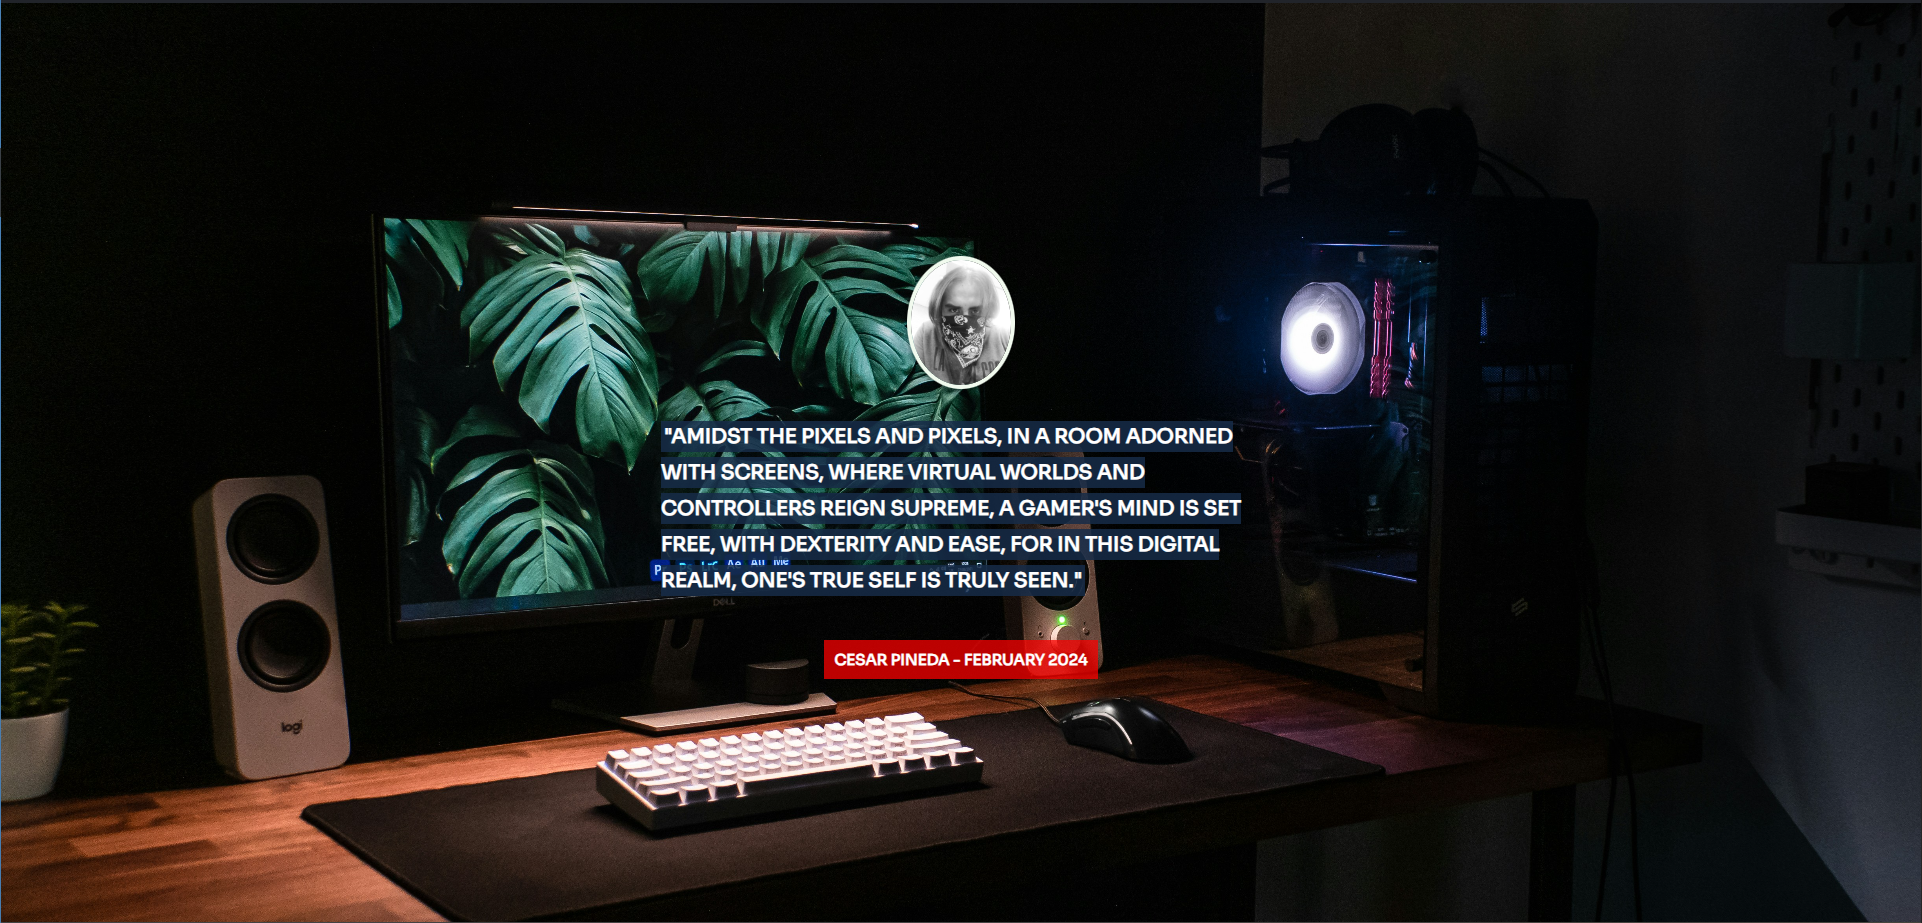 "AMIDST THE PIXELS AND PIXELS, IN A ROOM ADORNED
WITH SCREENS, WHERE VIRTUAL WORLDS AND
CONTROLLERS REIGN SUPREME, A GAMER'S MIND IS SET
FREE, WITH DEXTERITY AND EASE, FOR IN THIS DIGITAL
REALM, ONE'S TRUE SELF IS TRULY SEEN."
DELL
CESAR PINEDA - FEBRUARY 2024
logi